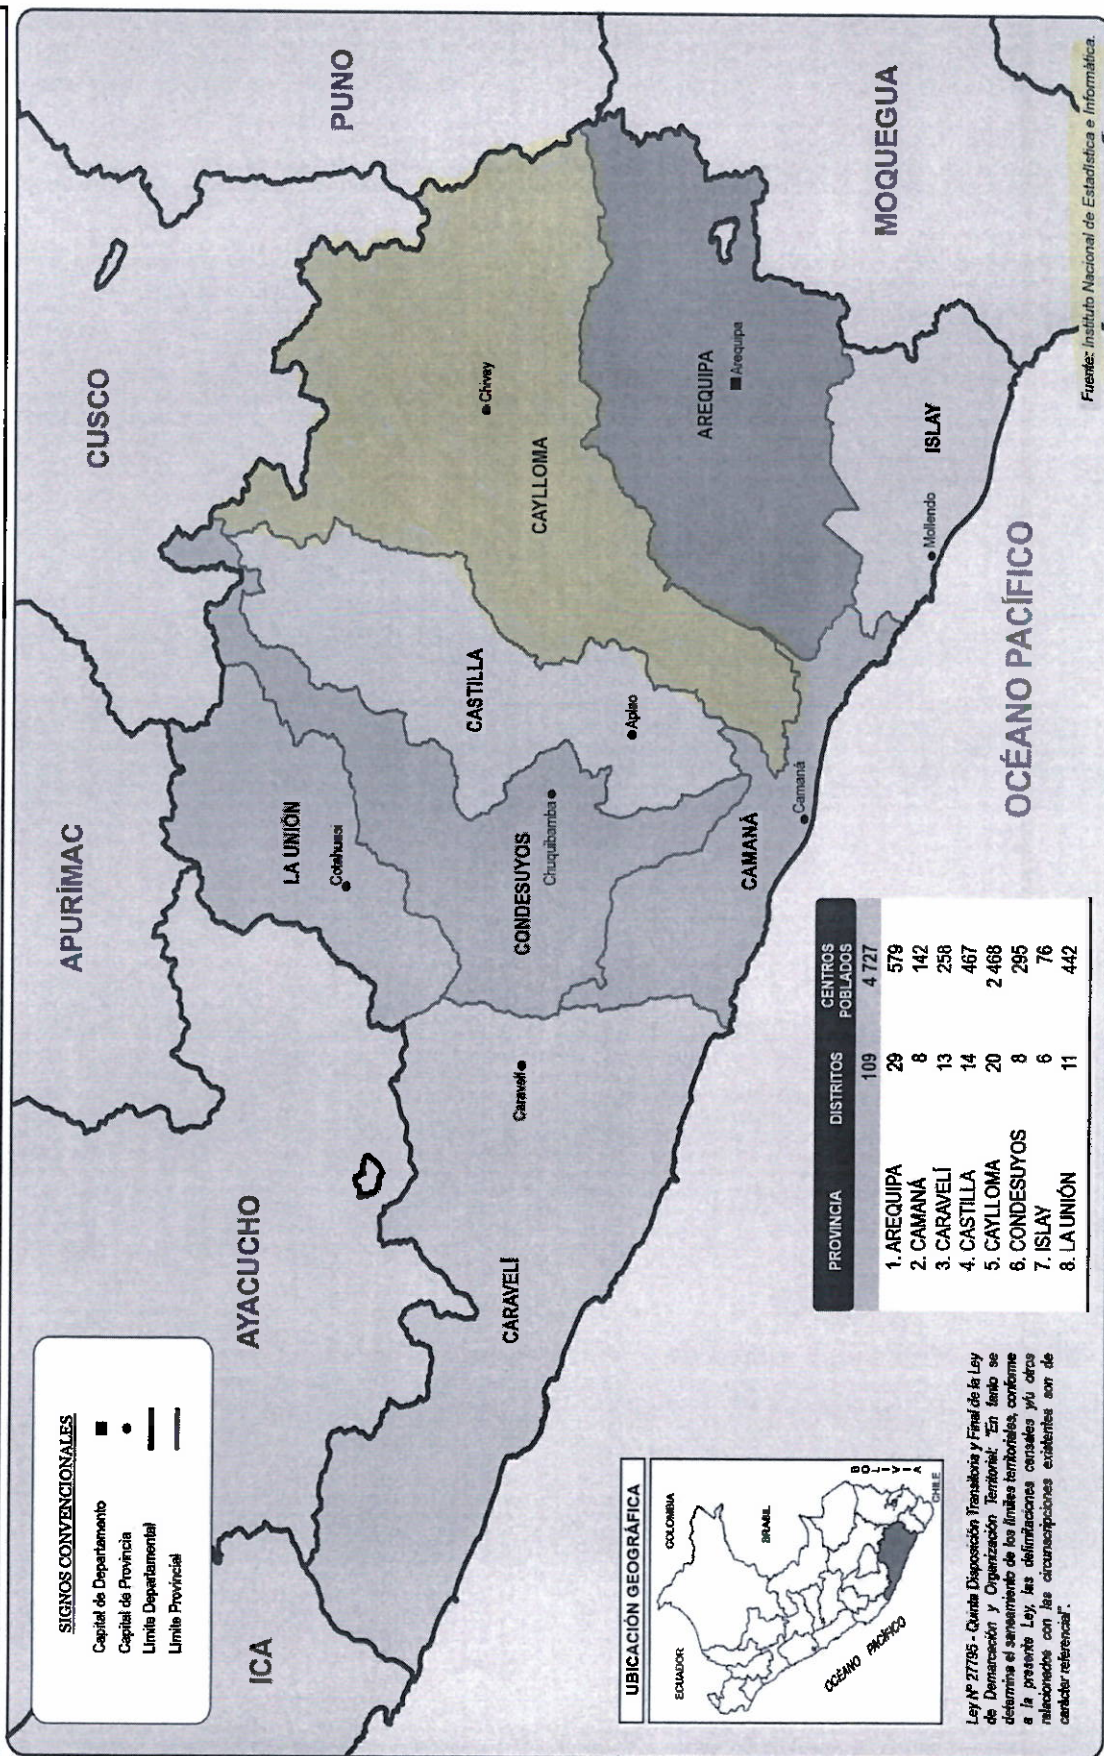 SIGNOS CONVENCIONALES
Capital de Departamento
Capital de Provincia
Límite Departamental
Límite Provincial
ICA
AYACUCHO
APURÍMAC
CUSCO
PUNO
MOQUEGUA
OCÉANO PACÍFICO
CARAVELÍ
Caravelí
LA UNIÓN
Cotahuasi
CONDESUYOS
Chuquibamba
CASTILLA
Aplao
CAYLLOMA
Chivay
CAMANÁ
Camaná
AREQUIPA
Arequipa
ISLAY
Mollendo
UBICACIÓN GEOGRÁFICA
ECUADOR
COLOMBIA
BRASIL
BOLIVIA
CHILE
OCÉANO PACÍFICO
Ley Nº 27795 - Quinta Disposición Transitoria y Final de la Ley
de Demarcación y Organización Territorial: "En tanto se
determina el saneamiento de los límites territoriales, conforme
a la presente Ley, las delimitaciones censales y/u otros
relacionados con las circunscripciones existentes son de
carácter referencial".
PROVINCIA DISTRITOS CENTROS POBLADOS
109 4 727
1. AREQUIPA 29 579
2. CAMANÁ 8 142
3. CARAVELÍ 13 258
4. CASTILLA 14 467
5. CAYLLOMA 20 2 468
6. CONDESUYOS 8 295
7. ISLAY 6 76
8. LA UNIÓN 11 442
Fuente: Instituto Nacional de Estadística e Informática.